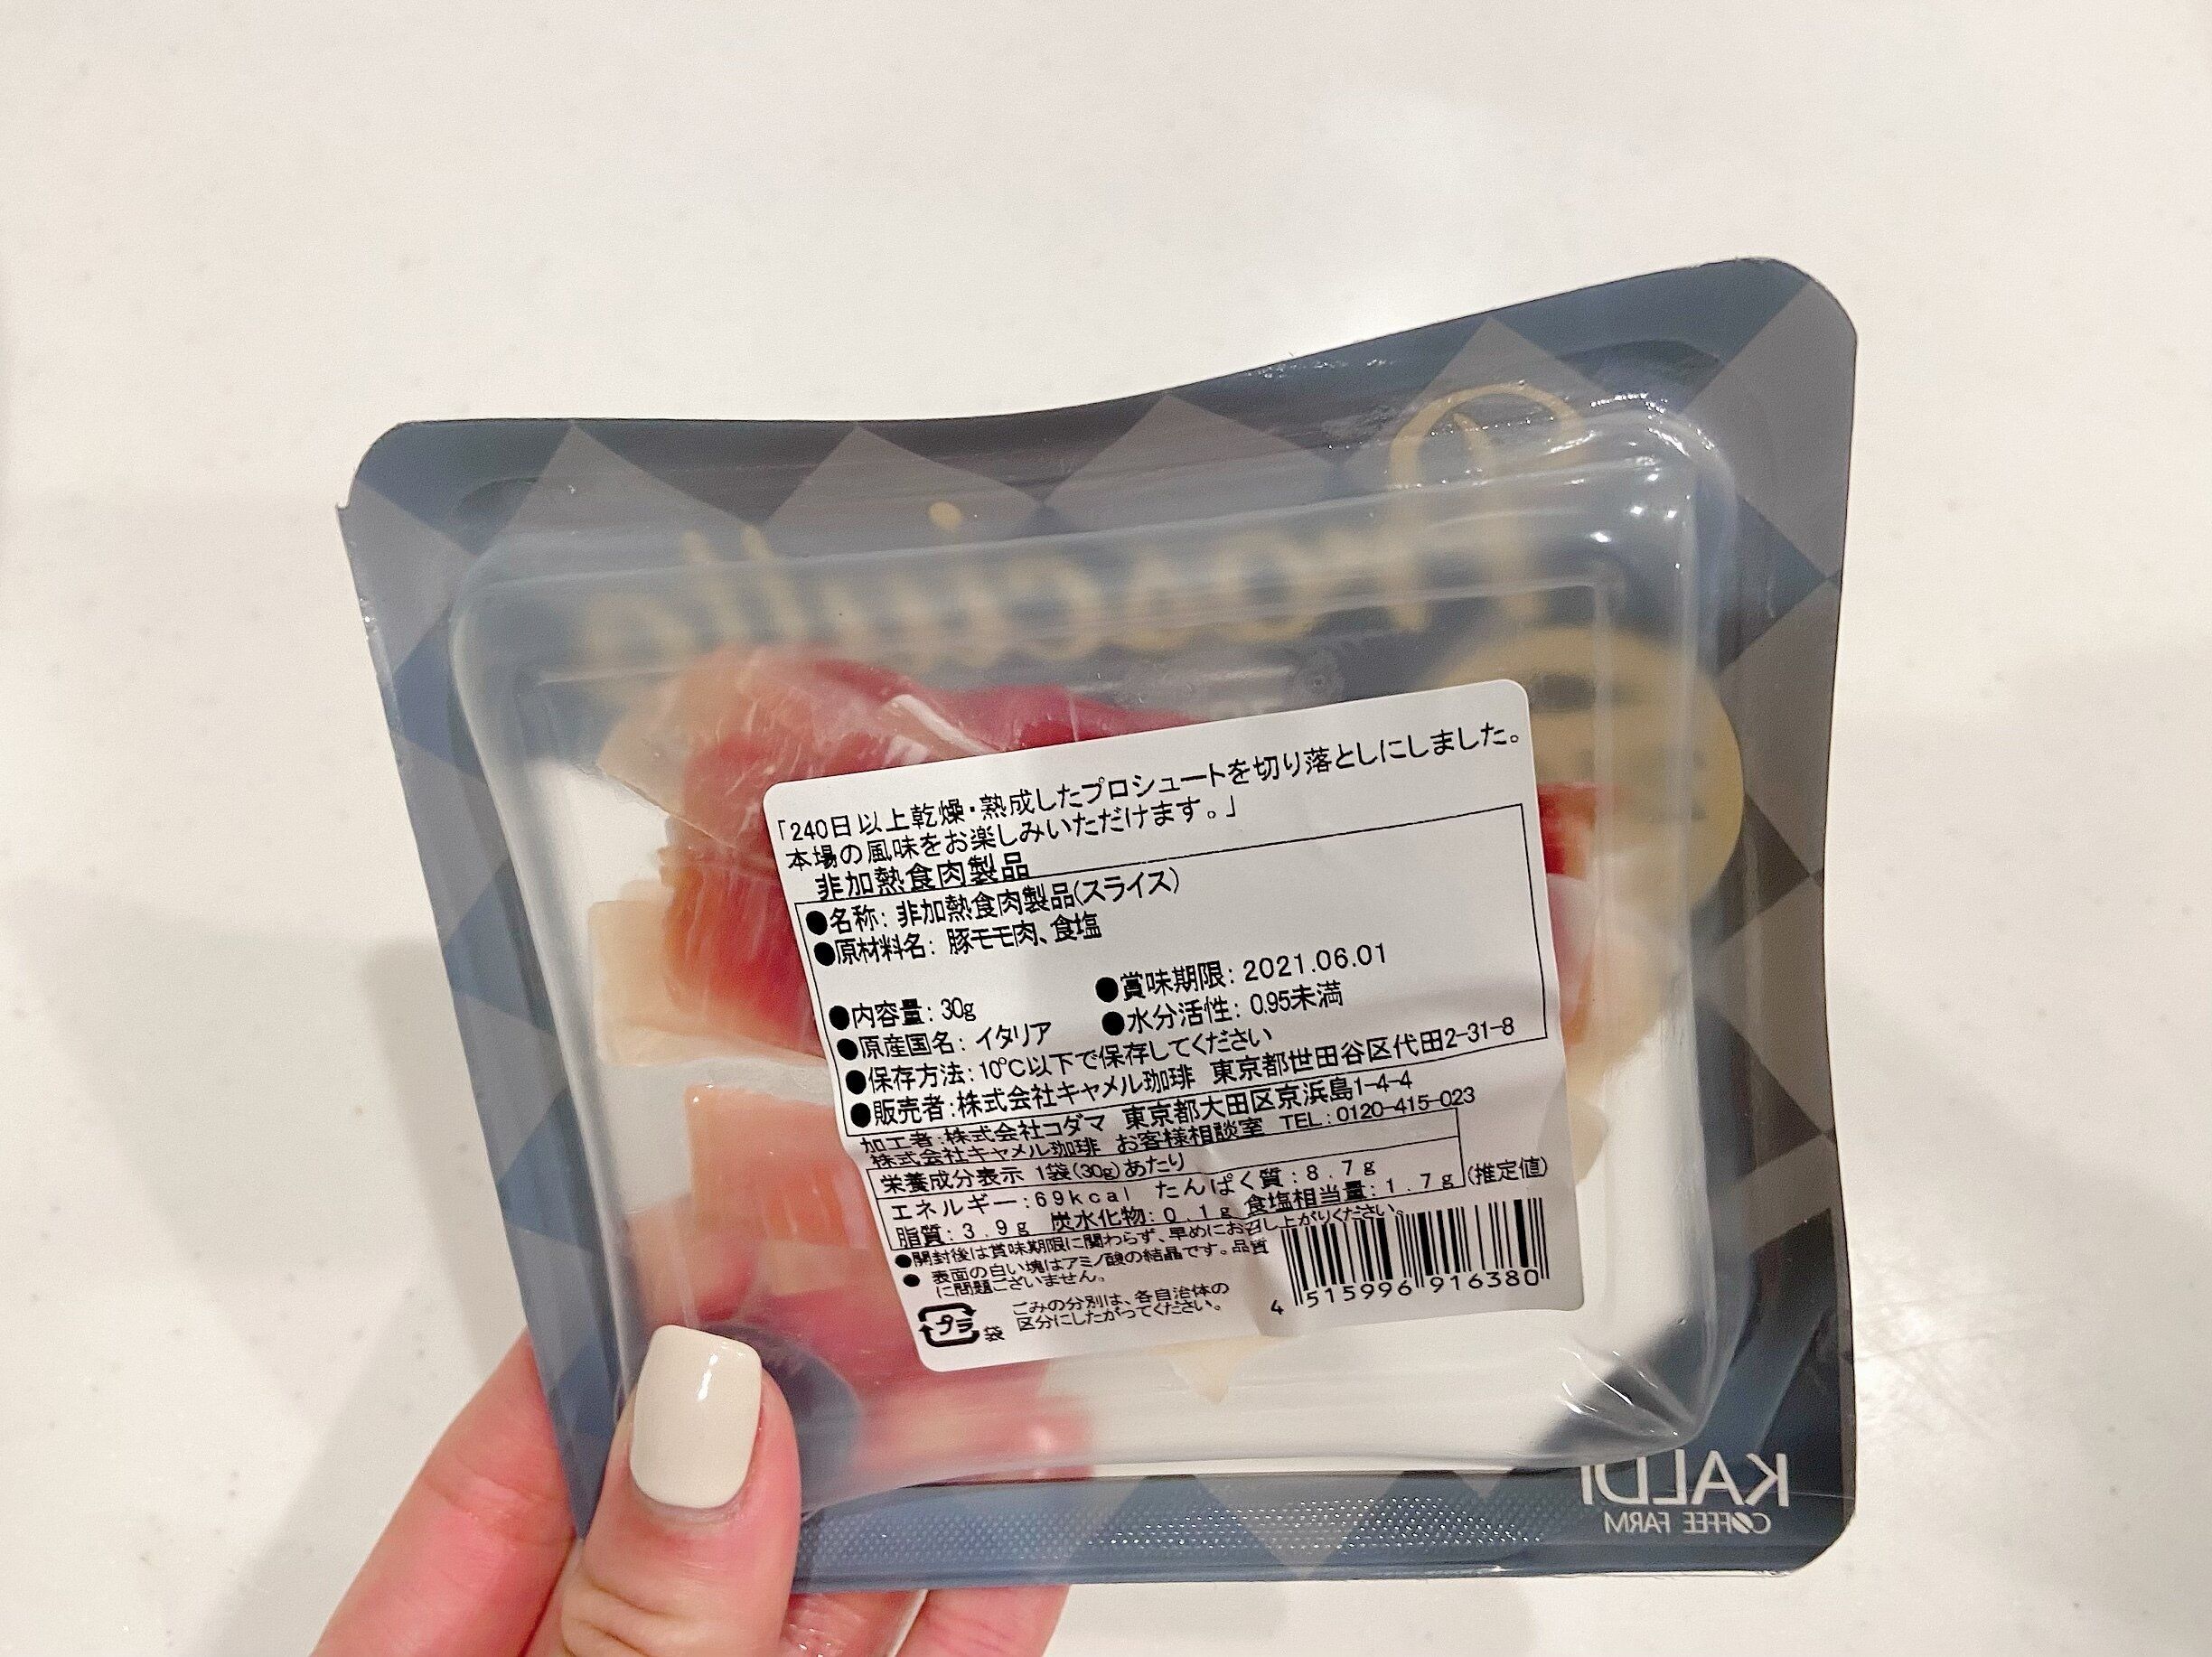 「240日以上乾燥・熟成したプロシュートを切り落としにしました。
本場の風味をお楽しみいただけます。」
非加熱食肉製品
●名称: 非加熱食肉製品(スライス)
●原材料名: 豚モモ肉、食塩
●内容量: 30g ●賞味期限: 2021.06.01
●原産国名: イタリア ●水分活性: 0.95未満
●保存方法:10℃以下で保存してください
●販売者:株式会社キャメル珈琲 東京都世田谷区代田2-31-8
加工者:株式会社コダマ 東京都大田区京浜島1-4-4
株式会社キャメル珈琲 お客様相談室 TEL:0120-415-023
栄養成分表示 1袋(30g)あたり
エネルギー:69kcal たんぱく質:8.7g
脂質:3.9g 炭水化物:0.1g 食塩相当量:1.7g (推定値)
●開封後は賞味期限に関わらず、早めにお召し上がりください。
● 表面の白い塊はアミノ酸の結晶です。品質
に問題ございません。
プラ 袋
ごみの分別は、各自治体の
区分にしたがってください。
4 515996 916380
Prosciutto
KALDI
COFFEE FARM